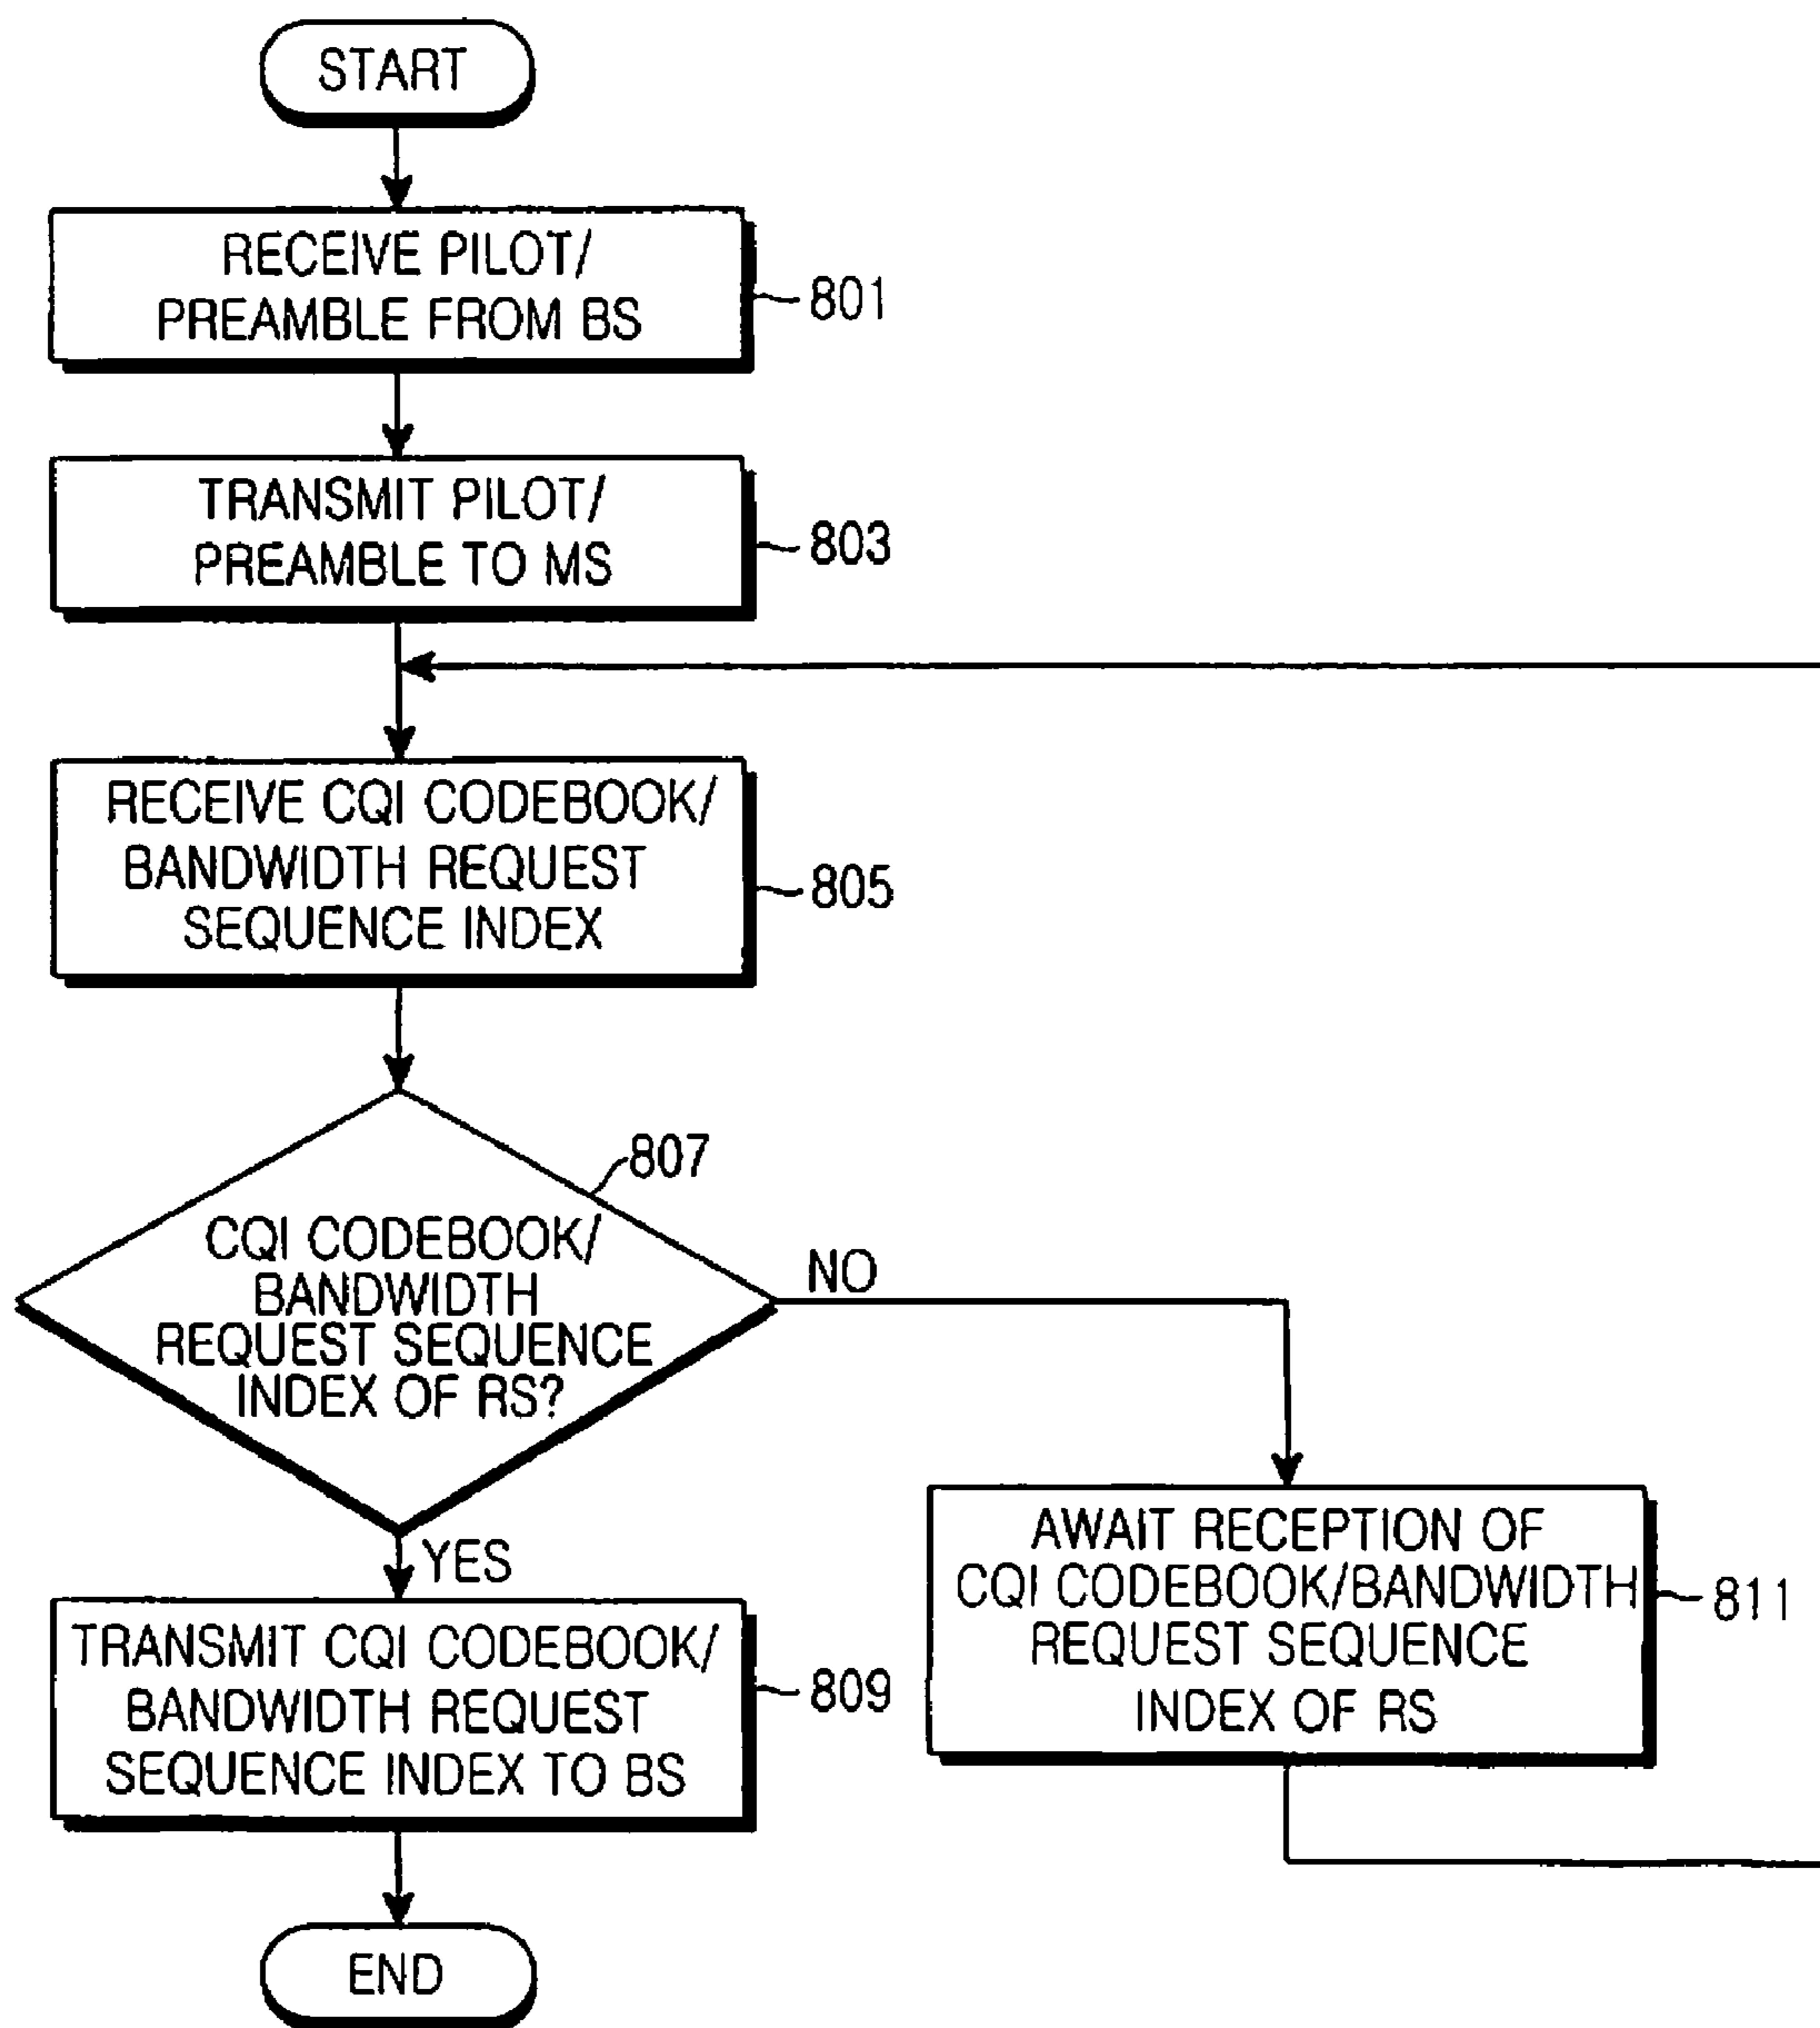 START
RECEIVE PILOT/
PREAMBLE FROM BS
801
TRANSMIT PILOT/
PREAMBLE TO MS
803
RECEIVE CQI CODEBOOK/
BANDWIDTH REQUEST
SEQUENCE INDEX
805
807
CQI CODEBOOK/
BANDWIDTH
REQUEST SEQUENCE
INDEX OF RS?
NO
YES
AWAIT RECEPTION OF
CQI CODEBOOK/BANDWIDTH
REQUEST SEQUENCE
INDEX OF RS
811
TRANSMIT CQI CODEBOOK/
BANDWIDTH REQUEST
SEQUENCE INDEX TO BS
809
END